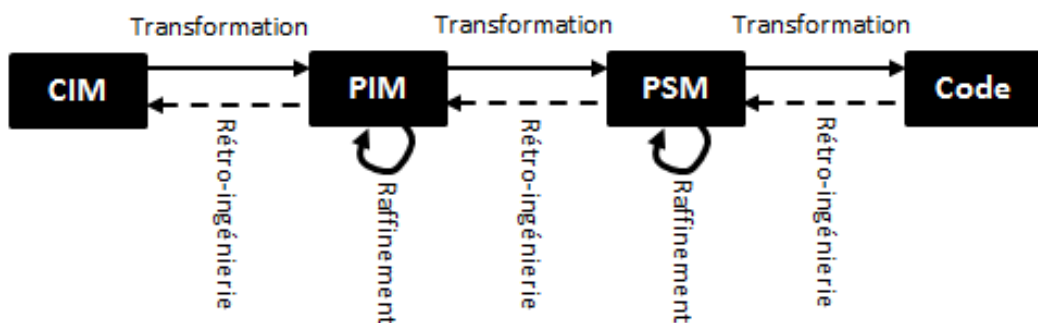 Transformation
Transformation
Transformation
CIM
PIM
PSM
Code
Rétro-ingénierie
Raffinement
Rétro-ingénierie
Raffinement
Rétro-ingénierie